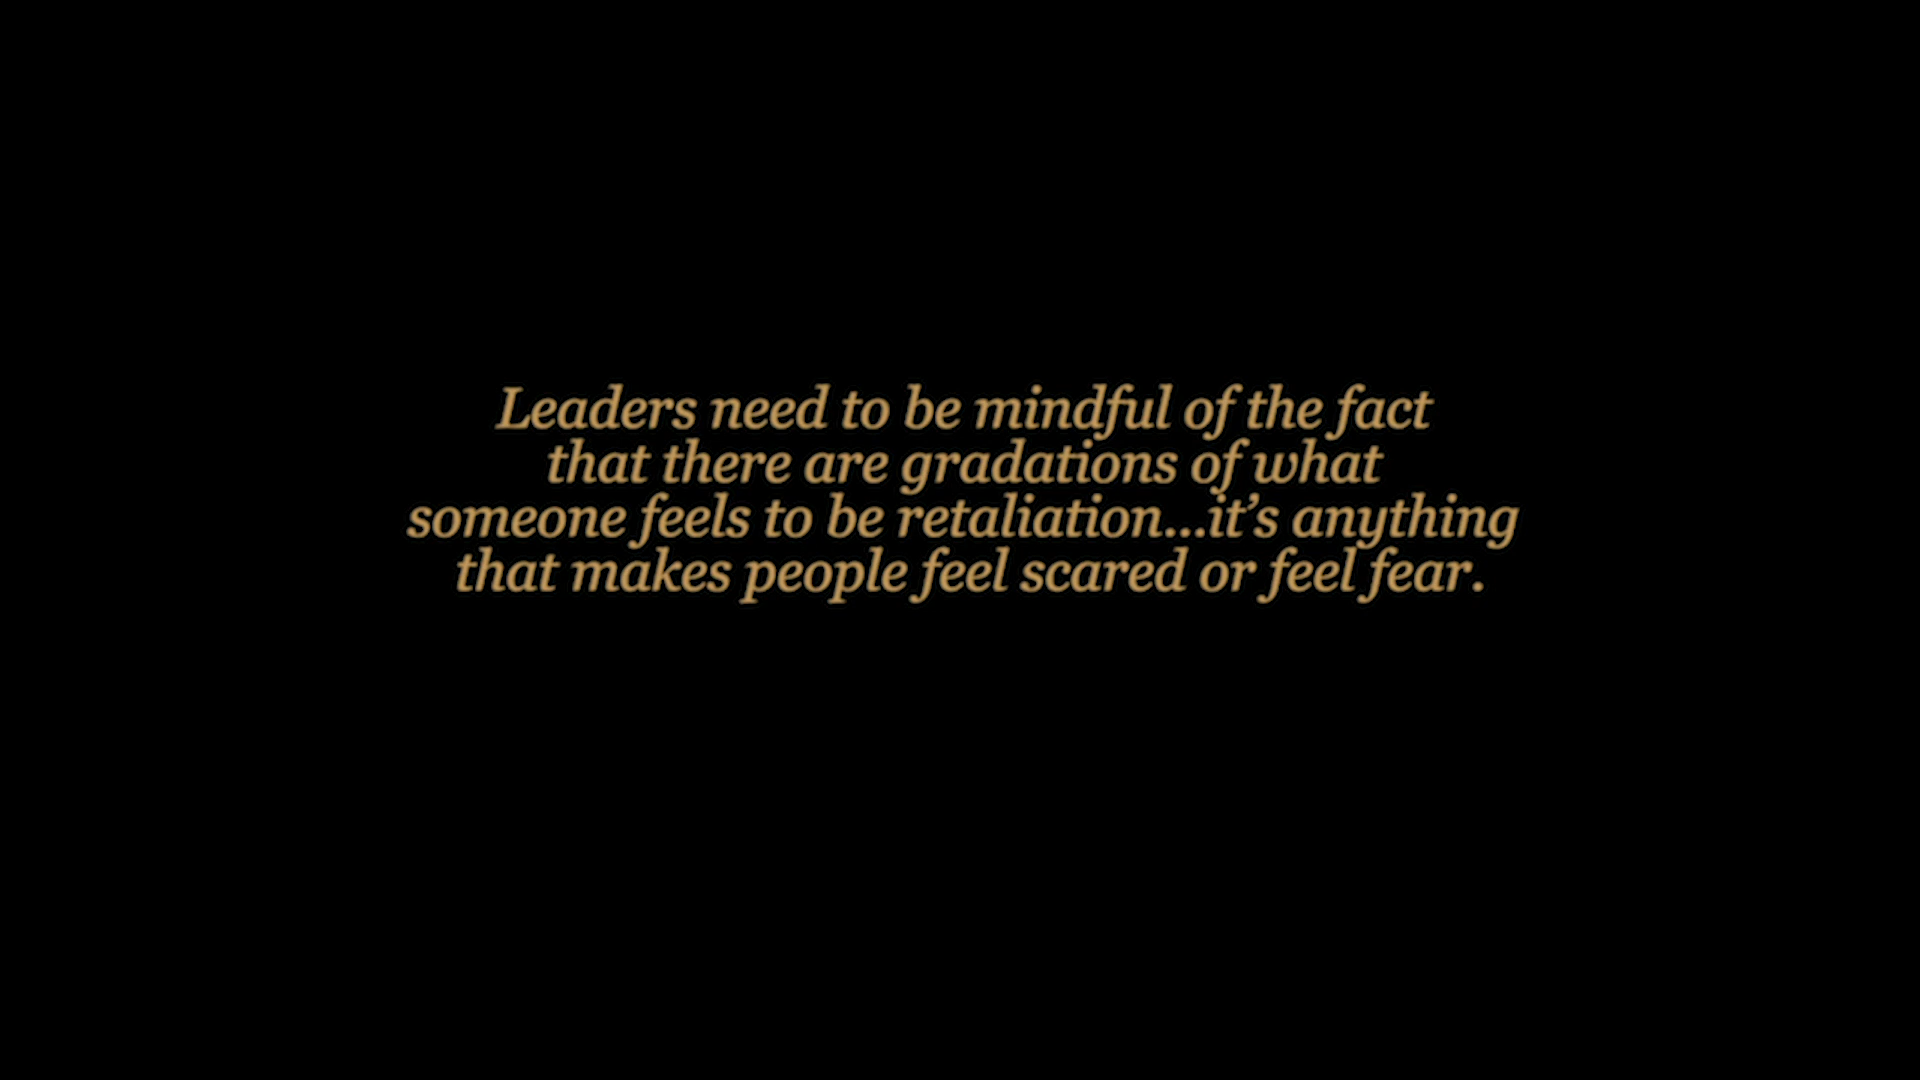 Leaders need to be mindful of the fact
that there are gradations of what
someone feels to be retaliation...it’s anything
that makes people feel scared or feel fear.